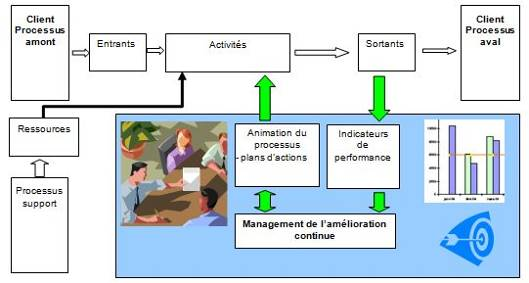 Client
Processus
amont
Entrants
Activités
Sortants
Client
Processus
aval
Ressources
Processus
support
Animation du
processus
-plans d'actions
Indicateurs
de
performance
Management de l'amélioration
continue